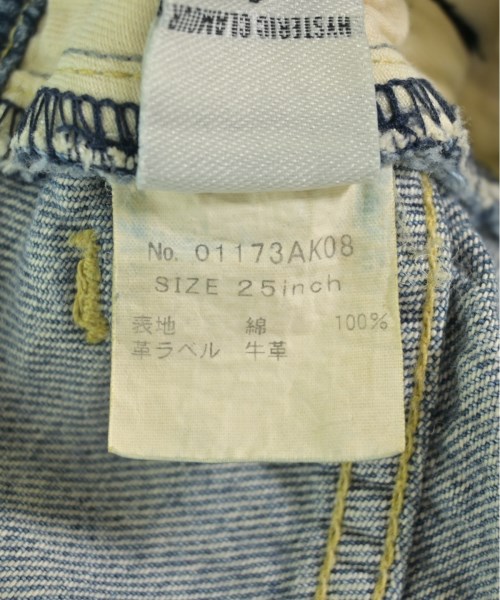 HYSTERIC GLAMOUR
No. 01173AK08
SIZE 25inch
表地 綿 100%
革ラベル 牛革